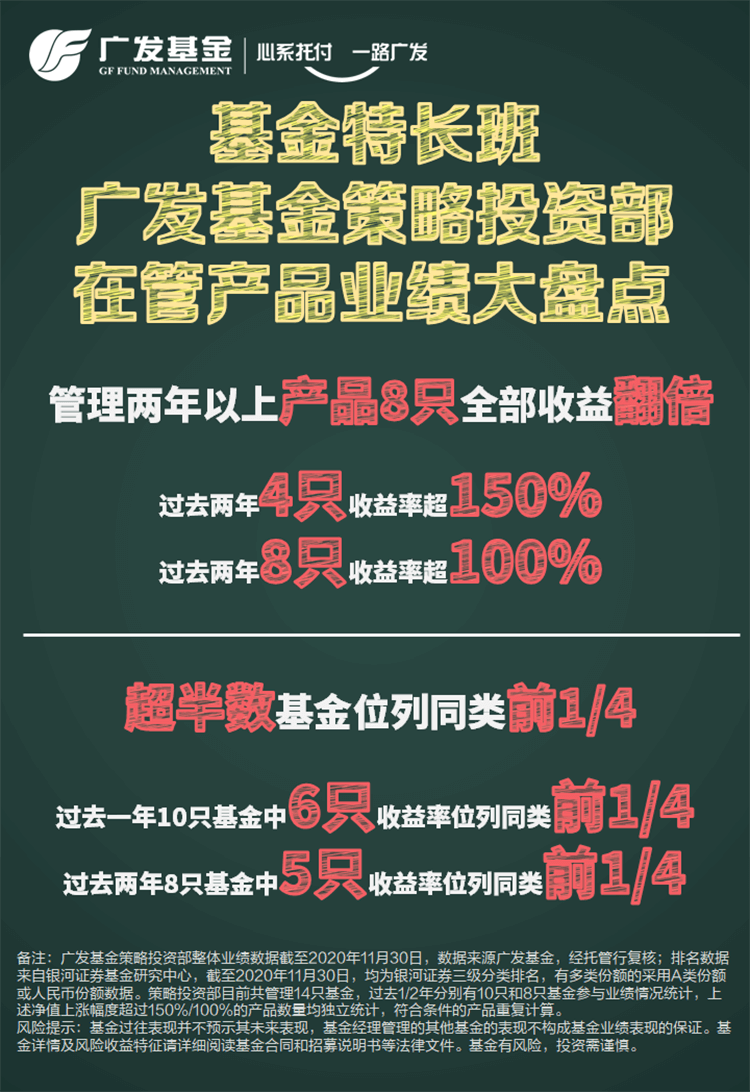 广发基金 心系托付 一路广发
GF FUND MANAGEMENT
基金特长班
广发基金策略投资部
在管产品业绩大盘点
管理两年以上产品8只全部收益翻倍
过去两年4只收益率超150%
过去两年8只收益率超100%
超半数基金位列同类前1/4
过去一年10只基金中6只收益率位列同类前1/4
过去两年8只基金中5只收益率位列同类前1/4
备注：广发基金策略投资部整体业绩数据截至2020年11月30日，数据来源广发基金，经托管行复核；排名数据
来自银河证券基金研究中心，截至2020年11月30日，均为银河证券三级分类排名，有多类份额的采用A类份额
或人民币份额数据。策略投资部目前共管理14只基金，过去1/2年分别有10只和8只基金参与业绩情况统计，上
述净值上涨幅度超过150%/100%的产品数量均独立统计，符合条件的产品重复计算。
风险提示：基金过往表现并不预示其未来表现，基金经理管理的其他基金的表现不构成基金业绩表现的保证。基
金详情及风险收益特征请详细阅读基金合同和招募说明书等法律文件。基金有风险，投资需谨慎。